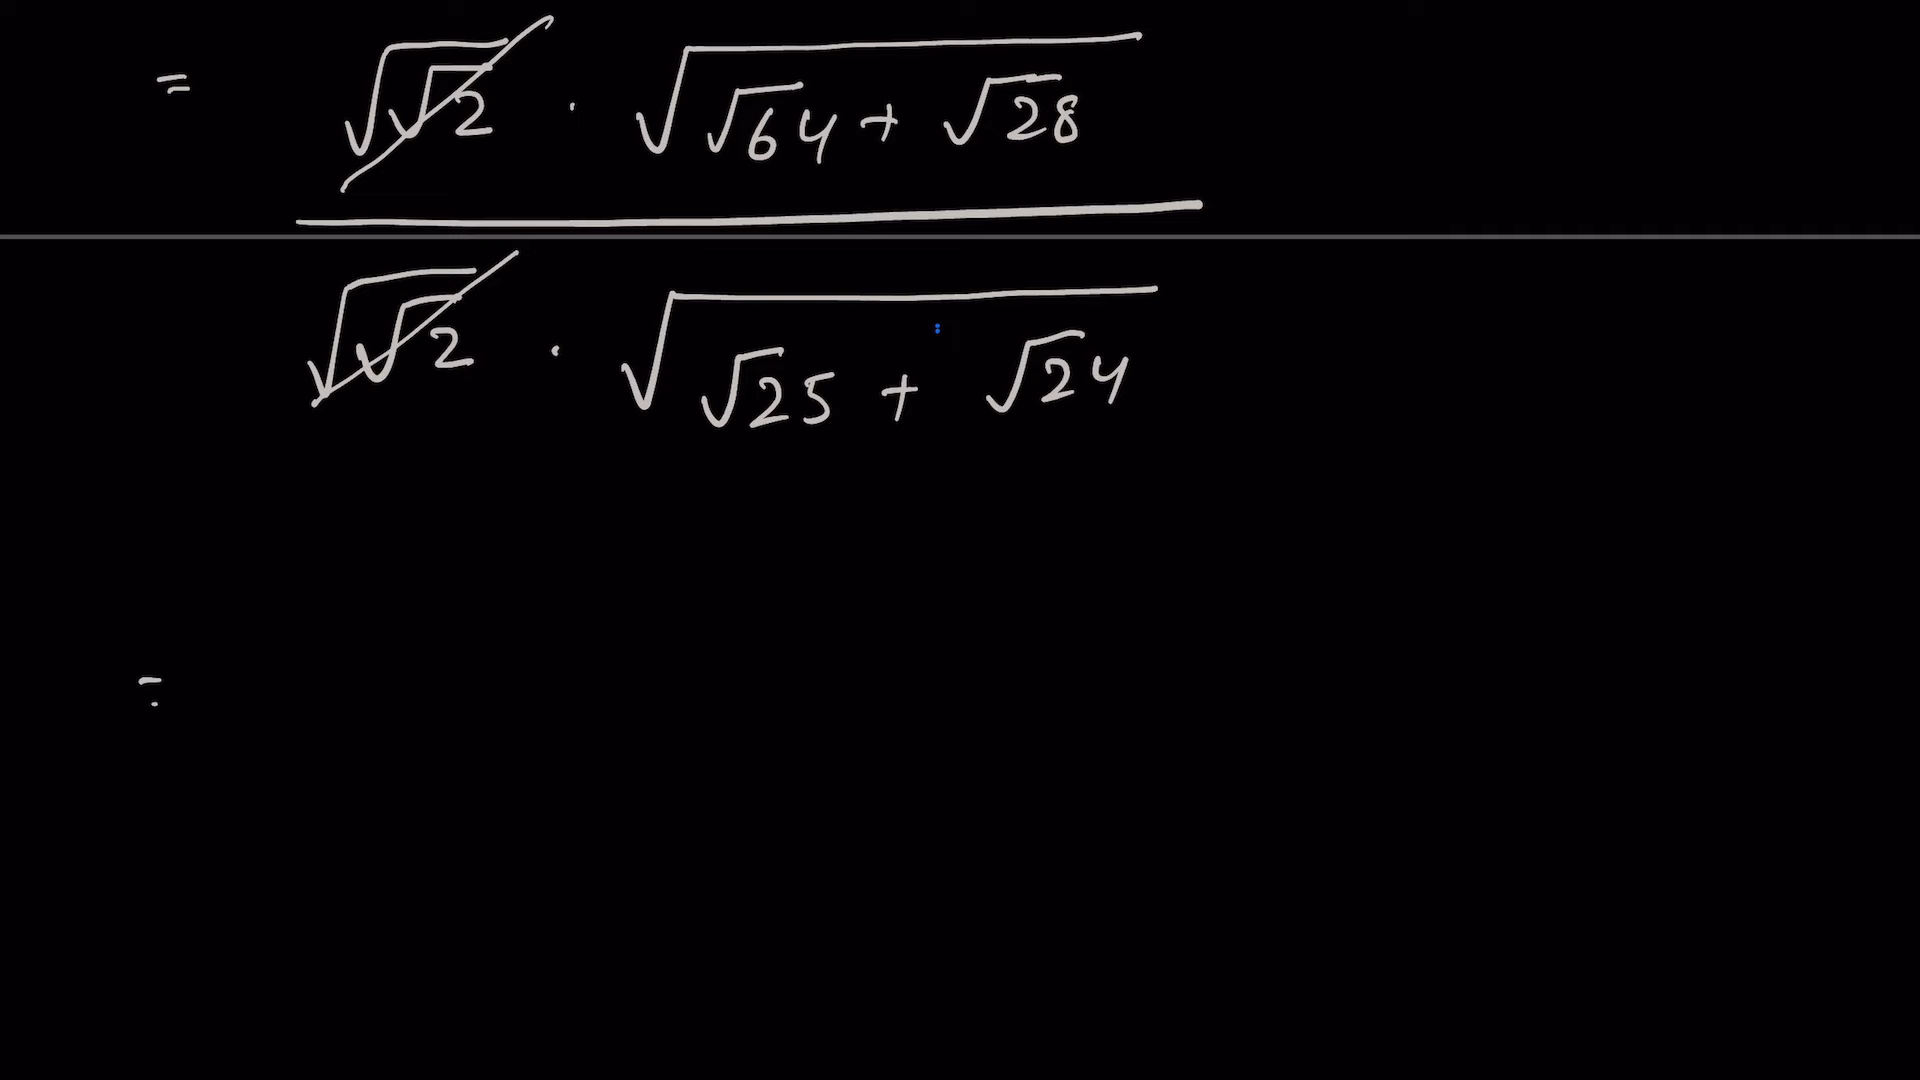 = √√2 · √(√64 + √28)
√√2 · √(√25 + √24)
=